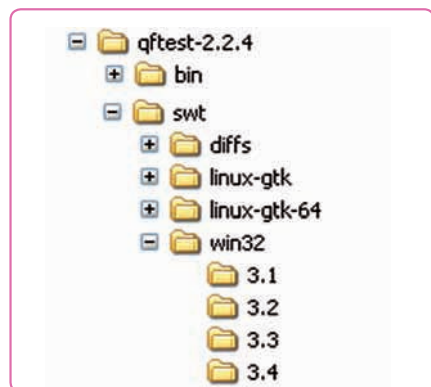 qftest-2.2.4
bin
swt
diffs
linux-gtk
linux-gtk-64
win32
3.1
3.2
3.3
3.4